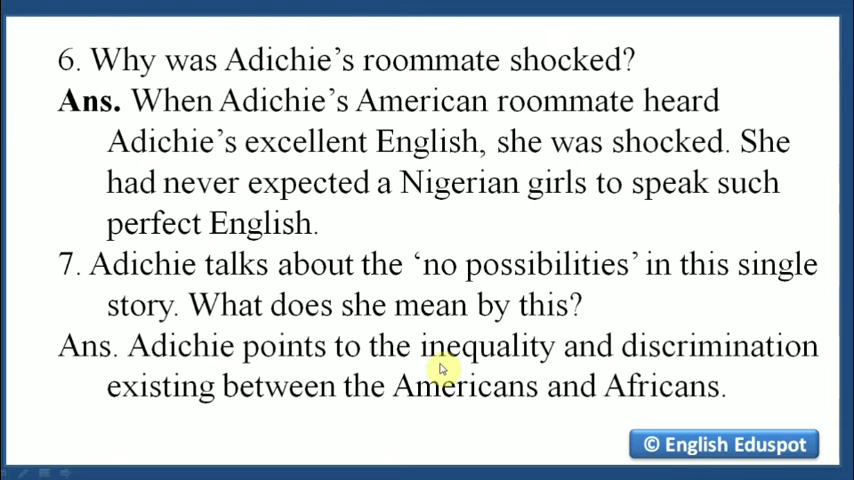 6. Why was Adichie's roommate shocked?
Ans. When Adichie's American roommate heard
Adichie's excellent English, she was shocked. She
had never expected a Nigerian girls to speak such
perfect English.
7. Adichie talks about the ‘no possibilities’ in this single
story. What does she mean by this?
Ans. Adichie points to the inequality and discrimination
existing between the Americans and Africans.
© English Eduspot